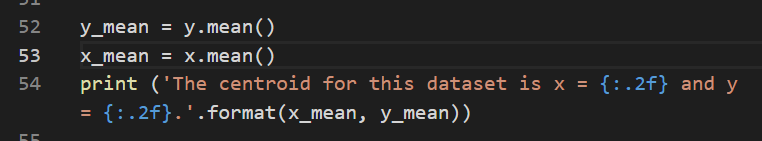 52 y_mean = y.mean()
53 x_mean = x.mean()
54 print ('The centroid for this dataset is x = {:.2f} and y
= {:.2f}.'.format(x_mean, y_mean))